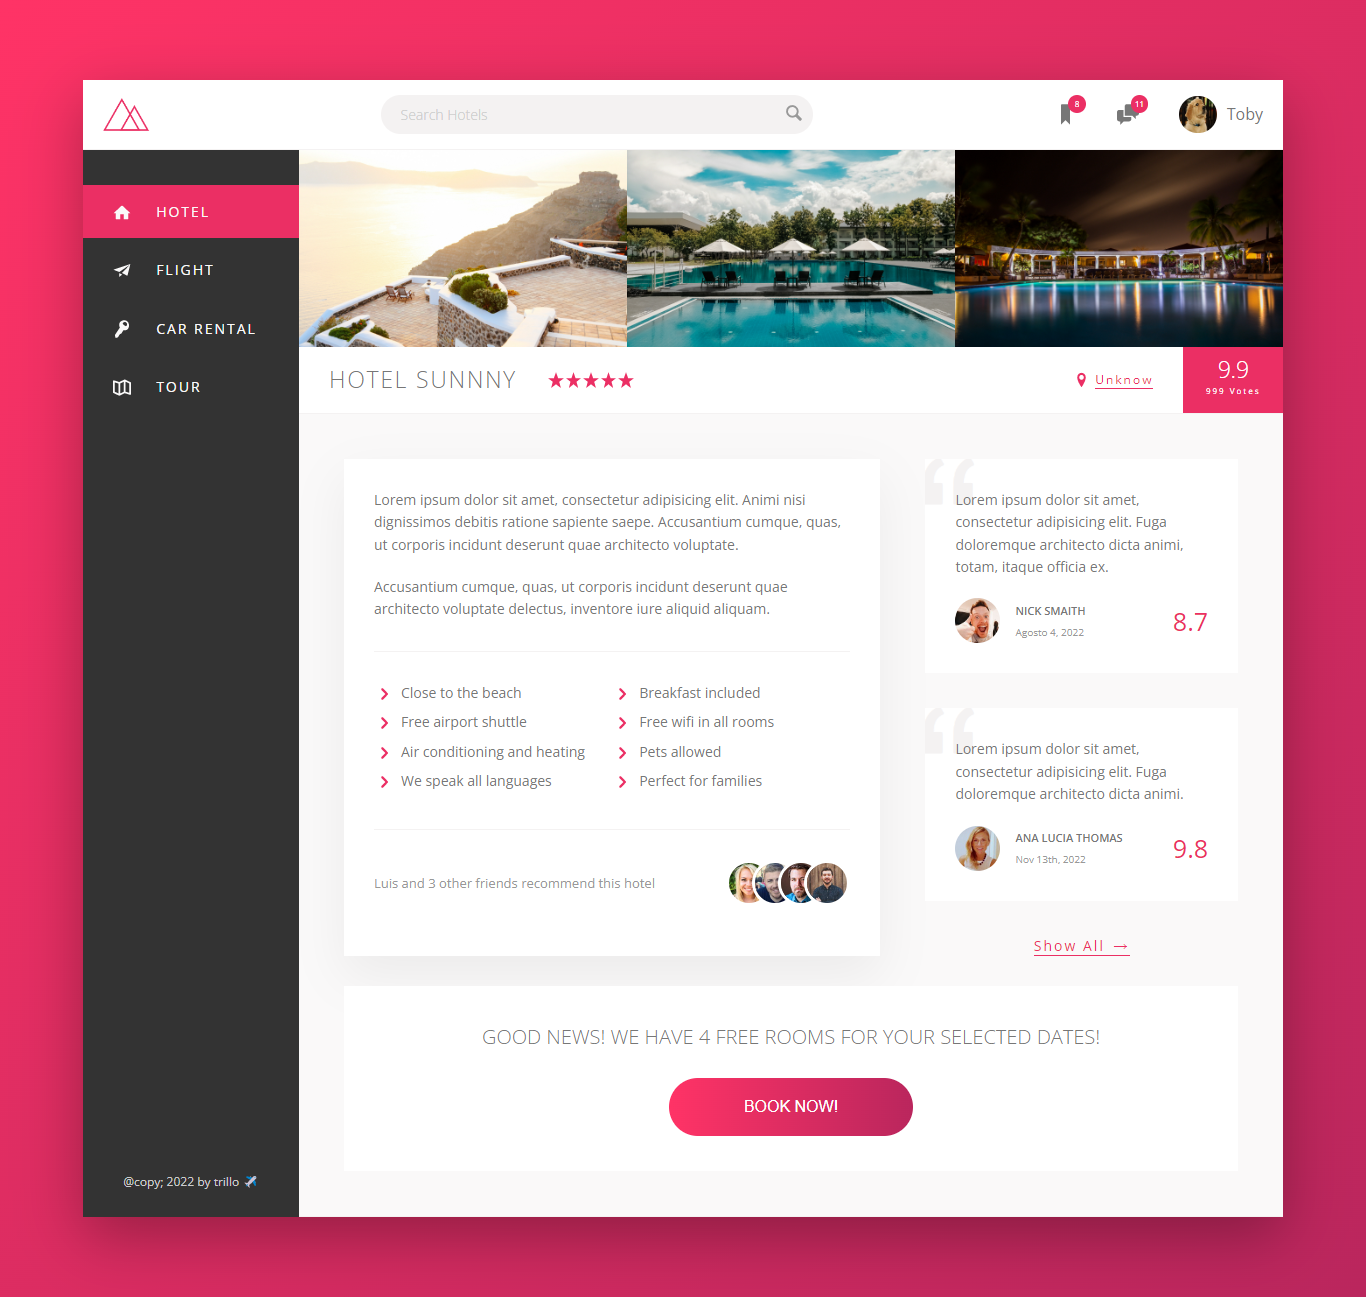 Search Hotels
8
11
Toby
HOTEL
FLIGHT
CAR RENTAL
TOUR
@copy; 2022 by trillo
HOTEL SUNNNY
Unknow
9.9
999 Votes
Lorem ipsum dolor sit amet, consectetur adipisicing elit. Animi nisi
dignissimos debitis ratione sapiente saepe. Accusantium cumque, quas,
ut corporis incidunt deserunt quae architecto voluptate.
Accusantium cumque, quas, ut corporis incidunt deserunt quae
architecto voluptate delectus, inventore iure aliquid aliquam.
Close to the beach
Breakfast included
Free airport shuttle
Free wifi in all rooms
Air conditioning and heating
Pets allowed
We speak all languages
Perfect for families
Luis and 3 other friends recommend this hotel
Lorem ipsum dolor sit amet,
consectetur adipisicing elit. Fuga
doloremque architecto dicta animi,
totam, itaque officia ex.
NICK SMAITH
Agosto 4, 2022
8.7
Lorem ipsum dolor sit amet,
consectetur adipisicing elit. Fuga
doloremque architecto dicta animi.
ANA LUCIA THOMAS
Nov 13th, 2022
9.8
Show All →
GOOD NEWS! WE HAVE 4 FREE ROOMS FOR YOUR SELECTED DATES!
BOOK NOW!